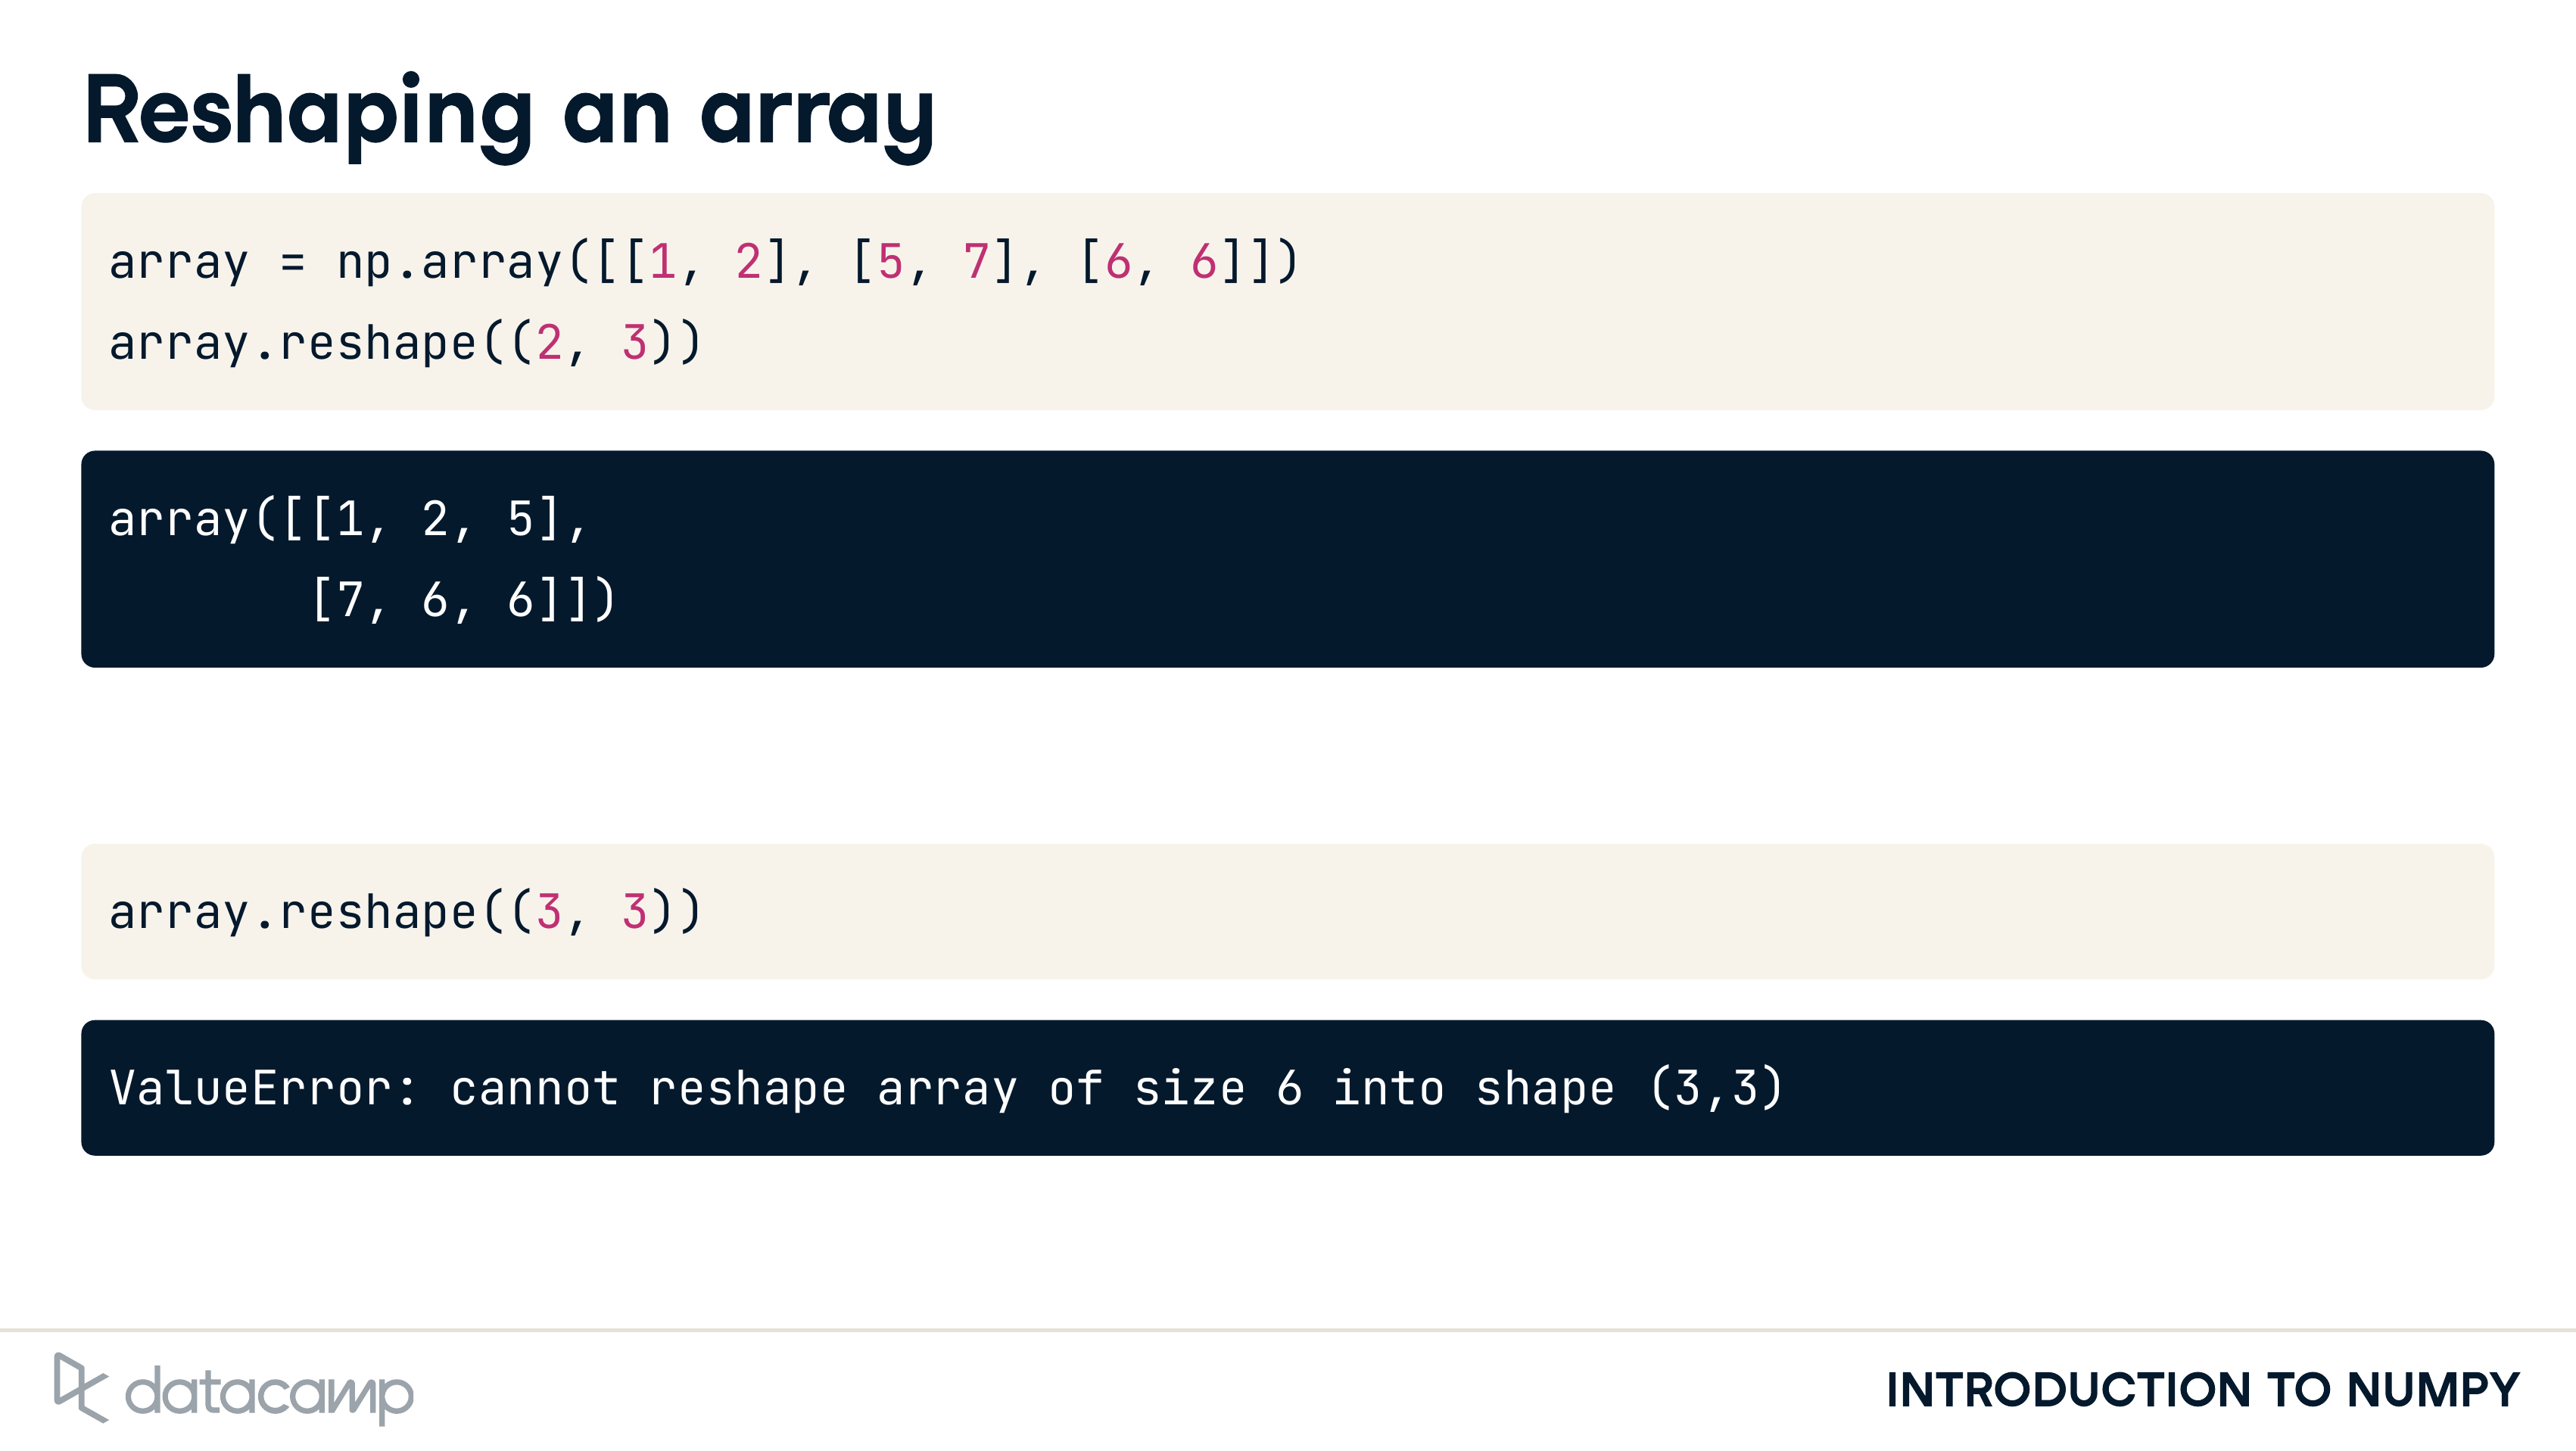 Reshaping an array
array = np.array([[1, 2], [5, 7], [6, 6]])
array.reshape((2, 3))
array([[1, 2, 5],
       [7, 6, 6]])
array.reshape((3, 3))
ValueError: cannot reshape array of size 6 into shape (3,3)
datacamp
INTRODUCTION TO NUMPY